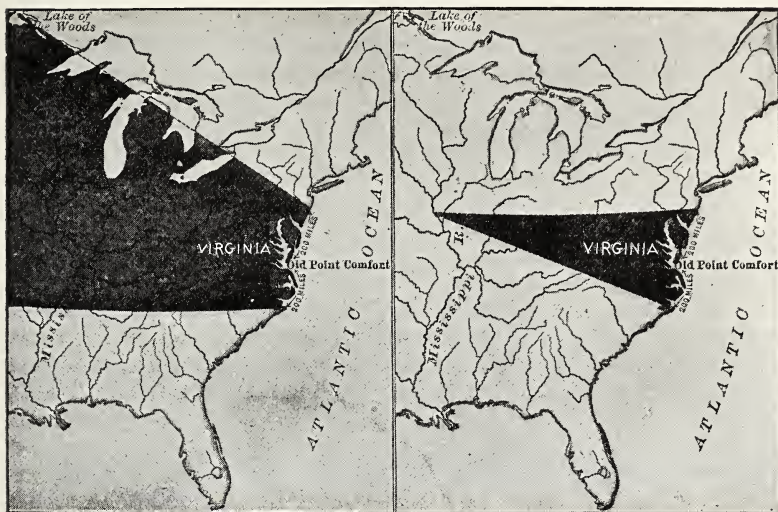 Lake of
the Woods
VIRGINIA
200 MILES
Old Point Comfort
200 MILES
Mississ
ATLANTIC
OCEAN
Lake of
the Woods
VIRGINIA
200 MILES
Old Point Comfort
200 MILES
Mississippi R.
ATLANTIC
OCEAN